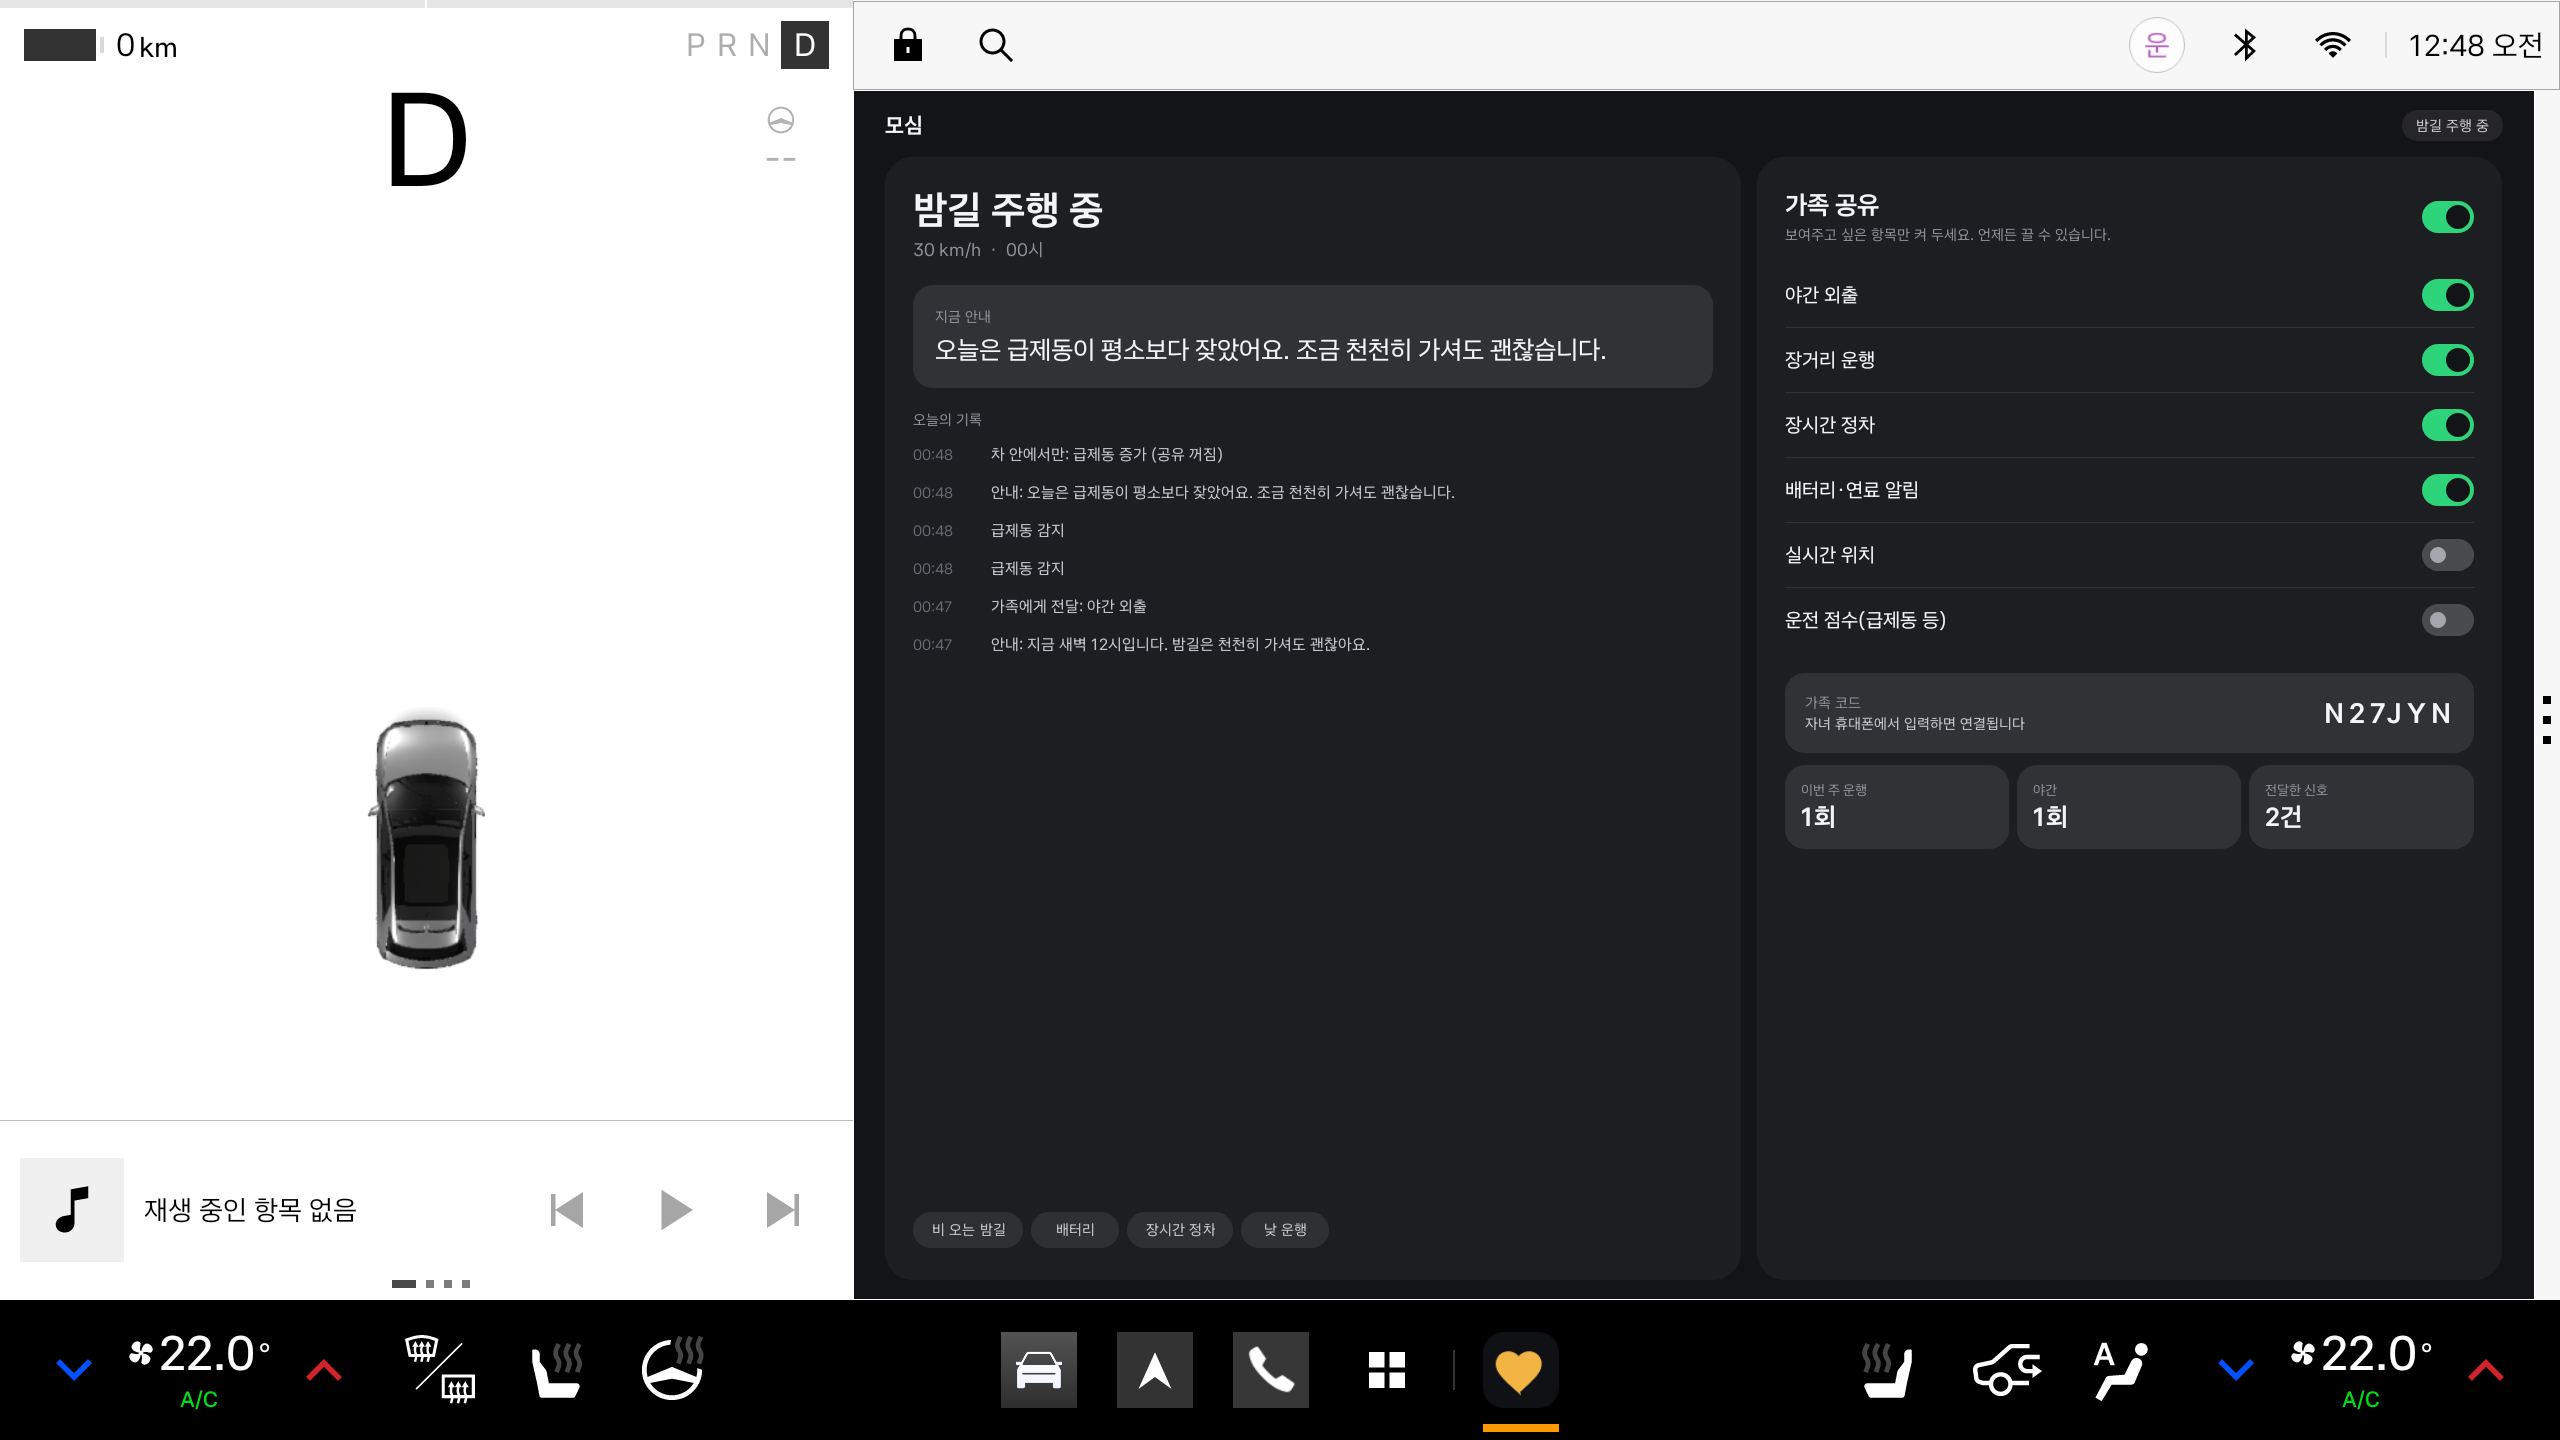 0 km
P R N D
D
--
운
12:48 오전
모심
밤길 주행 중
밤길 주행 중
30 km/h · 00시
지금 안내
오늘은 급제동이 평소보다 잦았어요. 조금 천천히 가셔도 괜찮습니다.
오늘의 기록
00:48 차 안에서만: 급제동 증가 (공유 꺼짐)
00:48 안내: 오늘은 급제동이 평소보다 잦았어요. 조금 천천히 가셔도 괜찮습니다.
00:48 급제동 감지
00:48 급제동 감지
00:47 가족에게 전달: 야간 외출
00:47 안내: 지금 새벽 12시입니다. 밤길은 천천히 가셔도 괜찮아요.
비 오는 밤길
배터리
장시간 정차
낮 운행
가족 공유
보여주고 싶은 항목만 켜 두세요. 언제든 끌 수 있습니다.
야간 외출
장거리 운행
장시간 정차
배터리·연료 알림
실시간 위치
운전 점수(급제동 등)
가족 코드
자녀 휴대폰에서 입력하면 연결됩니다
N27JYN
이번 주 운행
1회
야간
1회
전달한 신호
2건
재생 중인 항목 없음
22.0°
A/C
A
22.0°
A/C